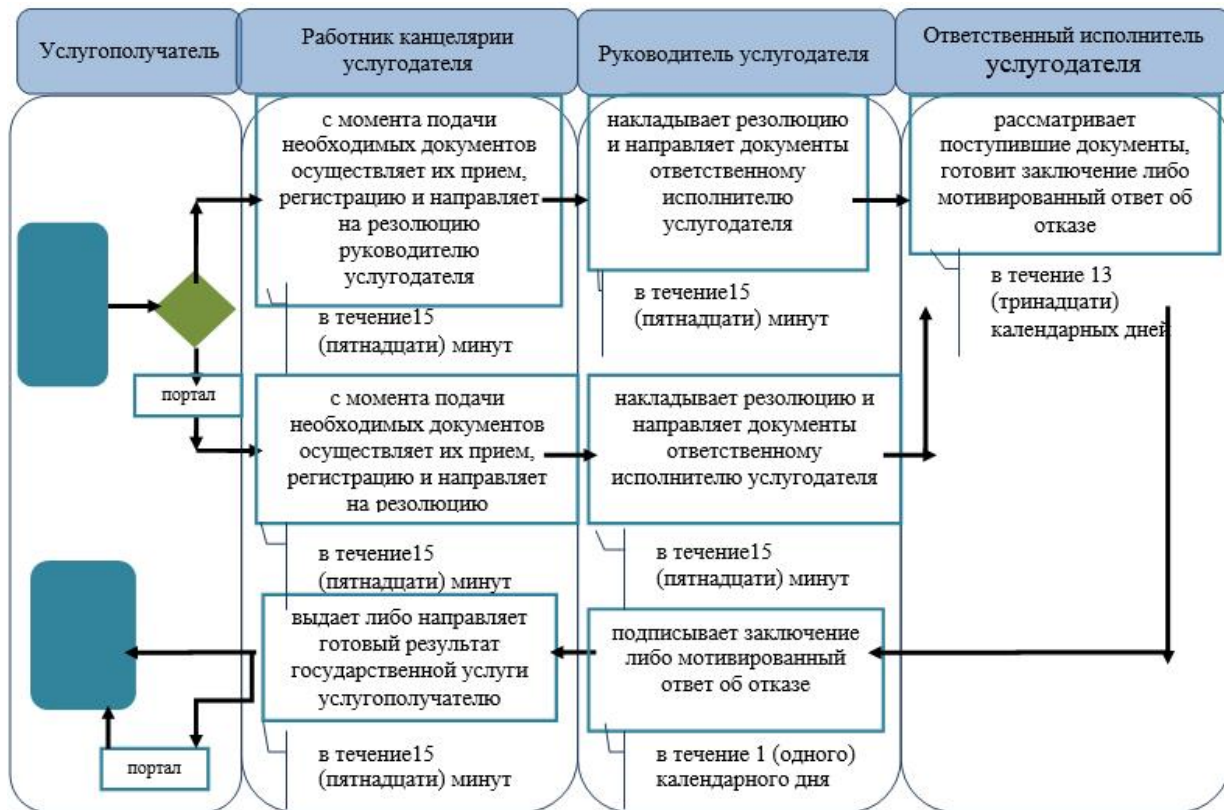 Услугополучатель
Работник канцелярии
услугодателя
Руководитель услугодателя
Ответственный исполнитель
услугодателя
с момента подачи
необходимых документов
осуществляет их прием,
регистрацию и направляет
на резолюцию
руководителю
услугодателя
накладывает резолюцию
и направляет документы
ответственному
исполнителю
услугодателя
рассматривает
поступившие документы,
готовит заключение либо
мотивированный ответ об
отказе
в течение15
(пятнадцати) минут
в течение15
(пятнадцати) минут
в течение 13
(тринадцати)
календарных дней
портал
с момента подачи
необходимых документов
осуществляет их прием,
регистрацию и направляет
на резолюцию
накладывает резолюцию и
направляет документы
ответственному
исполнителю услугодателя
в течение15
(пятнадцати) минут
в течение15
(пятнадцати) минут
выдает либо направляет
готовый результат
государственной услуги
услугополучателю
подписывает заключение
либо мотивированный
ответ об отказе
портал
в течение15
(пятнадцати) минут
в течение 1 (одного)
календарного дня